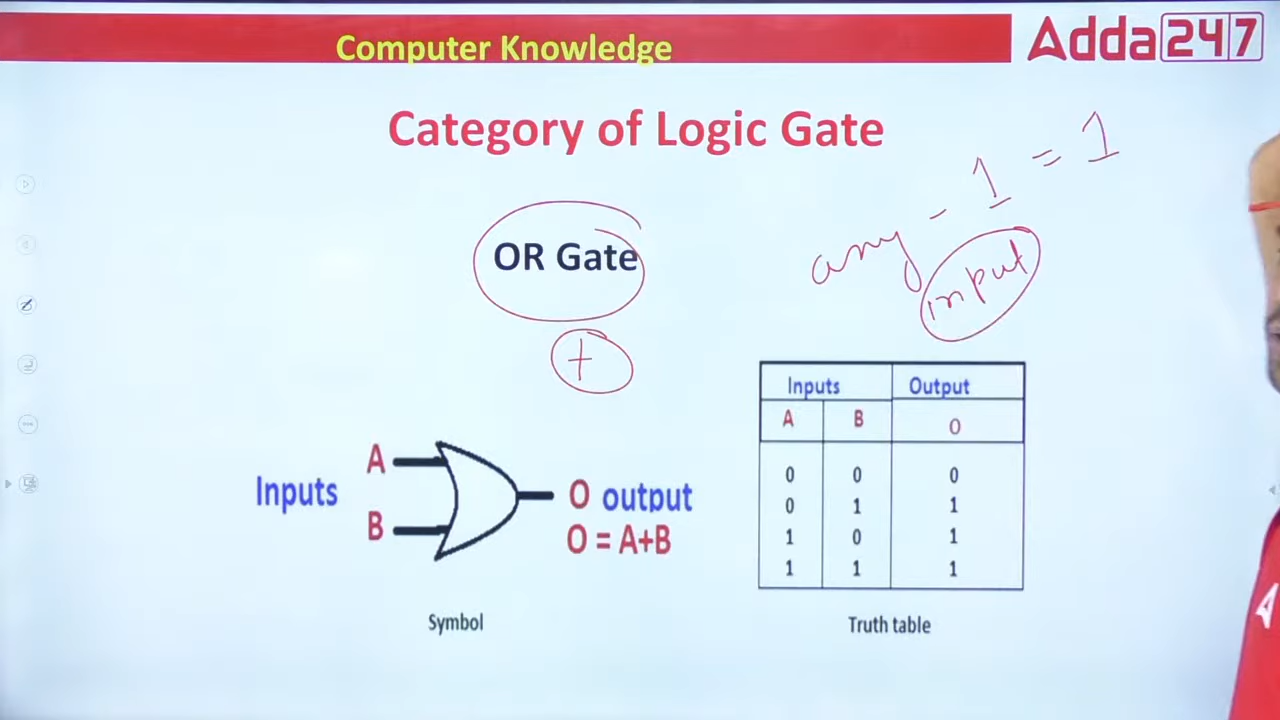 Computer Knowledge
Adda247
Category of Logic Gate
any - 1 = 1
input
OR Gate
+
Inputs Output
A B O
0 0 0
0 1 1
1 0 1
1 1 1
Truth table
Inputs
A
B
O output
O = A+B
Symbol